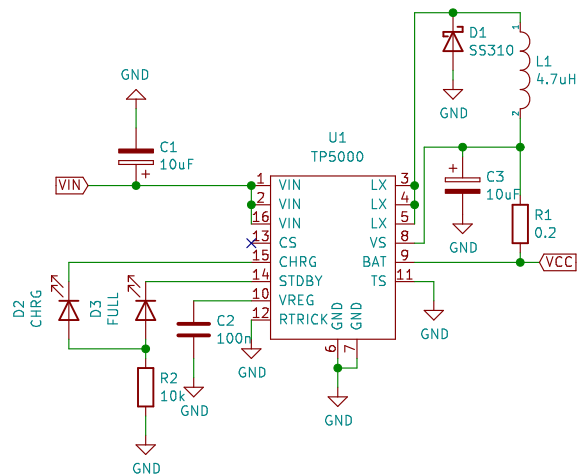 D1
SS310
1
L1
4.7uH
2
GND
GND
C1
10uF
+
U1
TP5000
VIN
1 VIN LX 3
2 VIN LX 4
16 VIN LX 5
13 CS VS 8
15 CHRG BAT 9
14 STDBY TS 11
10 VREG
12 RTRICK
GND GND
6 7
+
C3
10uF
GND
R1
0.2
VCC
D2
CHRG
D3
FULL
C2
100n
GND
GND
GND
R2
10k
GND
GND